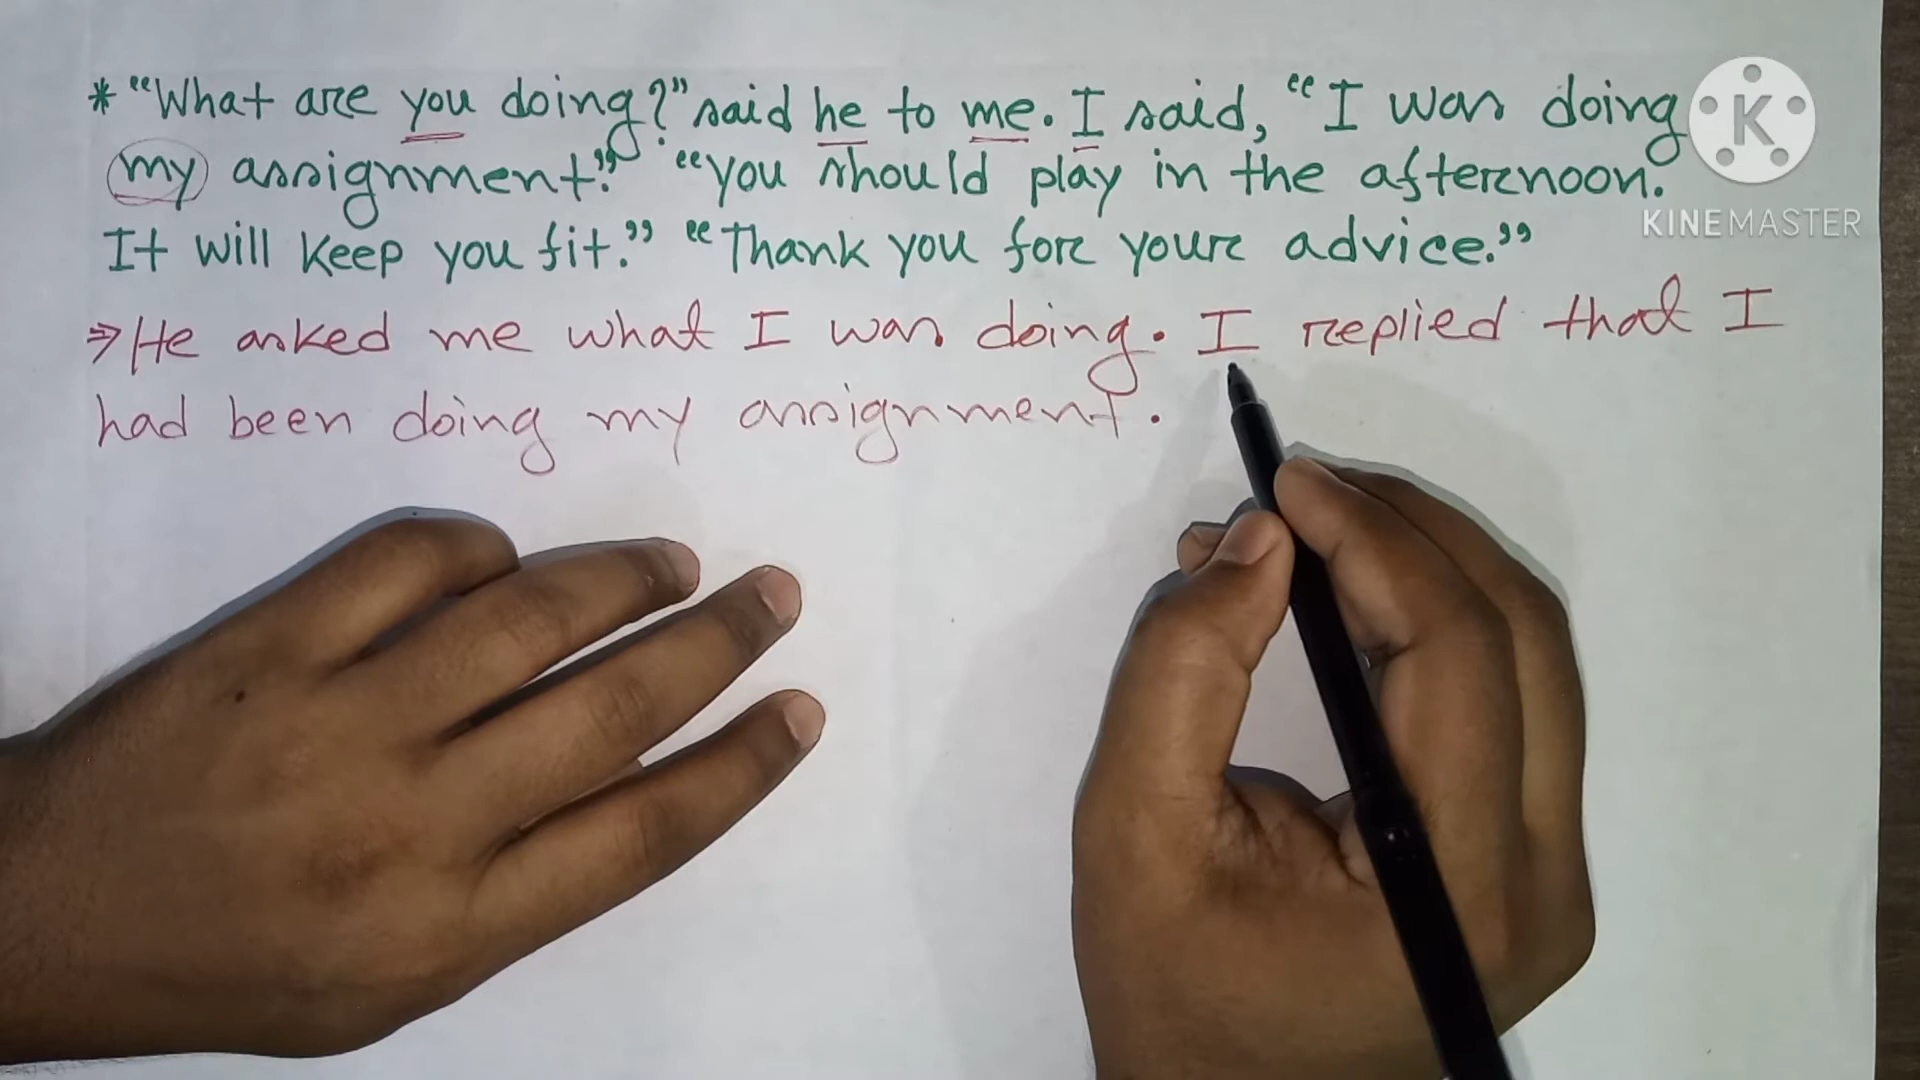 * "What are you doing?" said he to me. I said, "I was doing
my assignment." "you should play in the afternoon.
It will keep you fit." "Thank you for your advice."
⇒ He asked me what I was doing. I replied that I
had been doing my assignment.
K
KINEMASTER